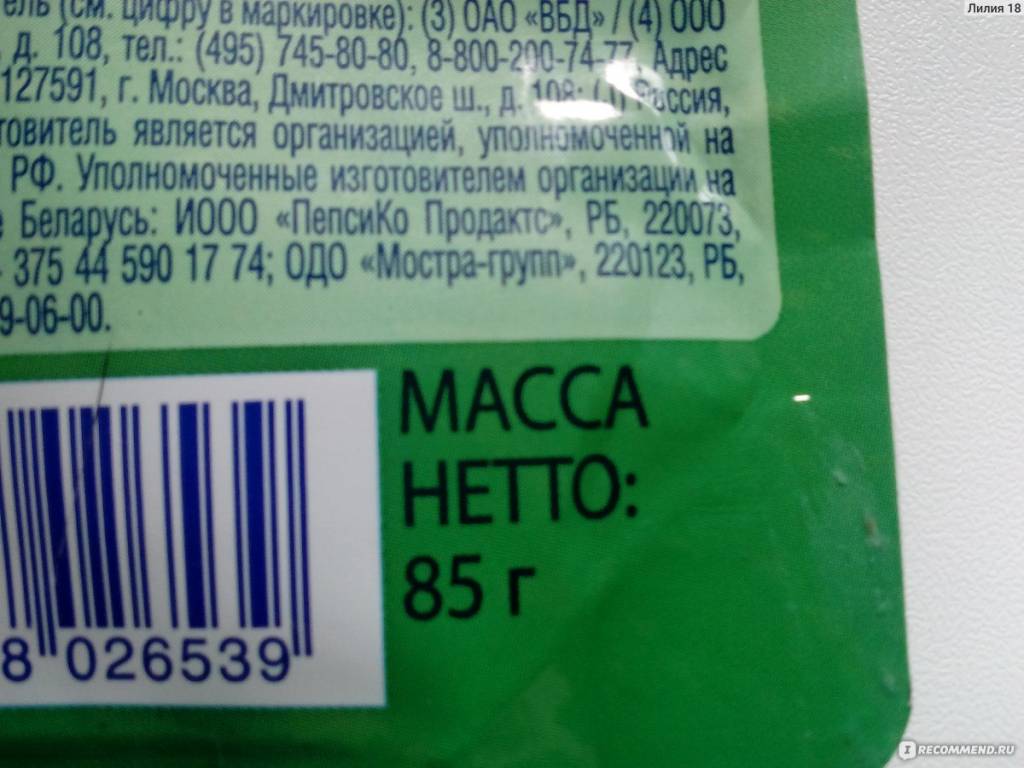 Лилия 18
ель (см. цифру в маркировке): (3) ОАО «ВБД» / (4) ООО
д. 108, тел.: (495) 745-80-80, 8-800-200-74-77. Адрес
127591, г. Москва, Дмитровское ш., д. 108; Россия,
товитель является организацией, уполномоченной на
РФ. Уполномоченные изготовителем организации на
е Беларусь: ИООО «ПепсиКо Продактс», РБ, 220073,
375 44 590 17 74; ОДО «Мостра-групп», 220123, РБ,
9-06-00.
МАССА
НЕТТО:
85 г
8 026539
IRECOMMEND.RU